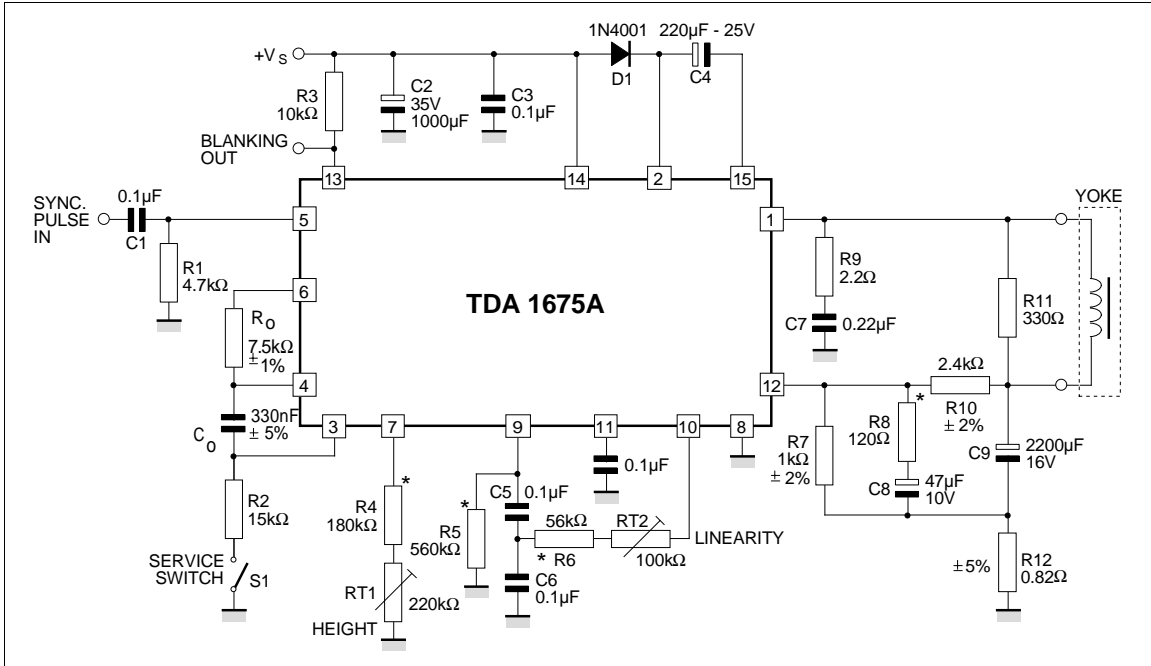 1N4001
220µF - 25V
+VS
D1
C4
R3
10kΩ
C2
35V
1000µF
C3
0.1µF
BLANKING
OUT
13
14
2
15
SYNC.
PULSE
IN
0.1µF
C1
5
1
YOKE
R1
4.7kΩ
R9
2.2Ω
6
TDA 1675A
R11
330Ω
Ro
7.5kΩ
±1%
C7
0.22µF
4
12
2.4kΩ
R10
±2%
330nF
±5%
Co
3
7
9
11
10
8
*
R8
120Ω
R7
1kΩ
±2%
C9
2200µF
16V
0.1µF
C8
47µF
10V
R2
15kΩ
*
R4
180kΩ
*
R5
560kΩ
C5
0.1µF
56kΩ
* R6
RT2
100kΩ
LINEARITY
SERVICE
SWITCH
S1
RT1
220kΩ
HEIGHT
C6
0.1µF
±5%
R12
0.82Ω